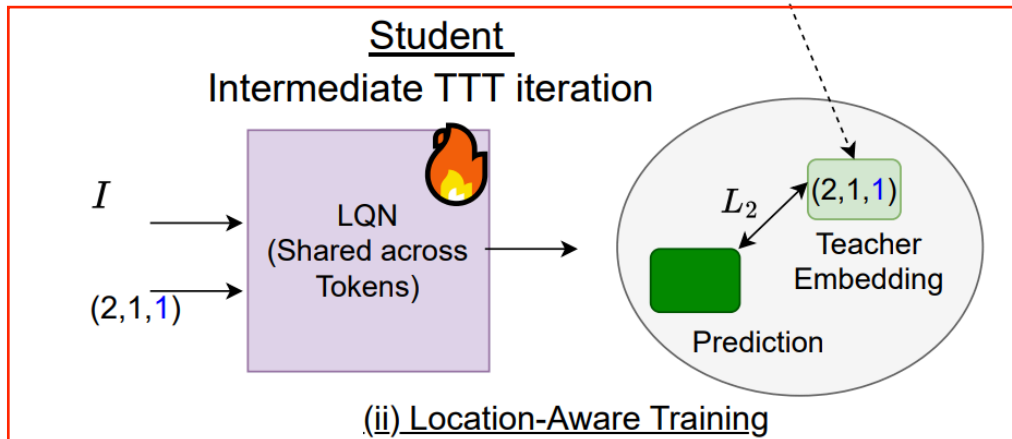 Student
Intermediate TTT iteration
I
(2,1,1)
LQN
(Shared across
Tokens)
L₂
(2,1,1)
Teacher
Embedding
Prediction
(ii) Location-Aware Training